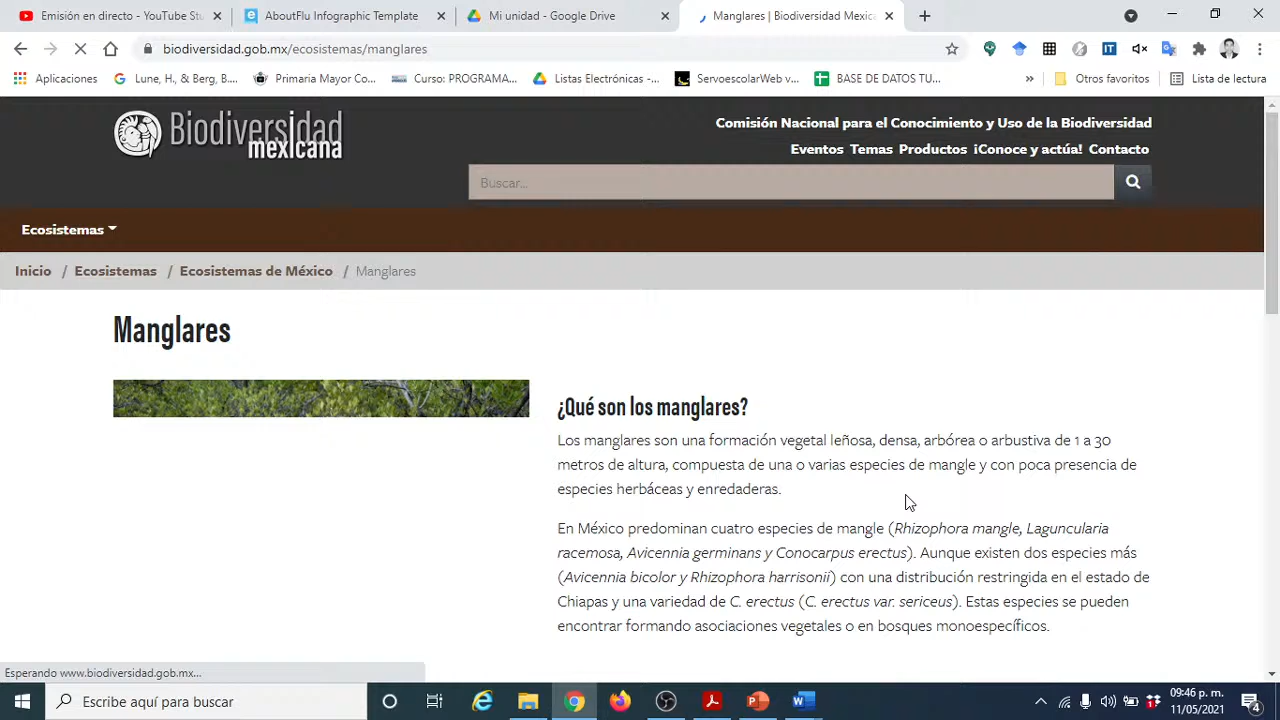 Emisión en directo - YouTube Stu
AboutFlu Infographic Template
Mi unidad - Google Drive
Manglares | Biodiversidad Mexica
biodiversidad.gob.mx/ecosistemas/manglares
Aplicaciones
Lune, H., & Berg, B....
Primaria Mayor Co...
Curso: PROGRAMA...
Listas Electrónicas -...
SensescolarWeb v...
BASE DE DATOS TU...
»
Otros favoritos
Lista de lectura
Biodiversidad
mexicana
Comisión Nacional para el Conocimiento y Uso de la Biodiversidad
Eventos Temas Productos ¡Conoce y actúa! Contacto
Buscar...
Ecosistemas
Inicio / Ecosistemas / Ecosistemas de México / Manglares
Manglares
¿Qué son los manglares?
Los manglares son una formación vegetal leñosa, densa, arbórea o arbustiva de 1 a 30
metros de altura, compuesta de una o varias especies de mangle y con poca presencia de
especies herbáceas y enredaderas.
En México predominan cuatro especies de mangle (Rhizophora mangle, Laguncularia
racemosa, Avicennia germinans y Conocarpus erectus). Aunque existen dos especies más
(Avicennia bicolor y Rhizophora harrisonii) con una distribución restringida en el estado de
Chiapas y una variedad de C. erectus (C. erectus var. sericeus). Estas especies se pueden
encontrar formando asociaciones vegetales o en bosques monoespecíficos.
Esperando www.biodiversidad.gob.mx...
Escribe aquí para buscar
09:46 p. m.
11/05/2021
4